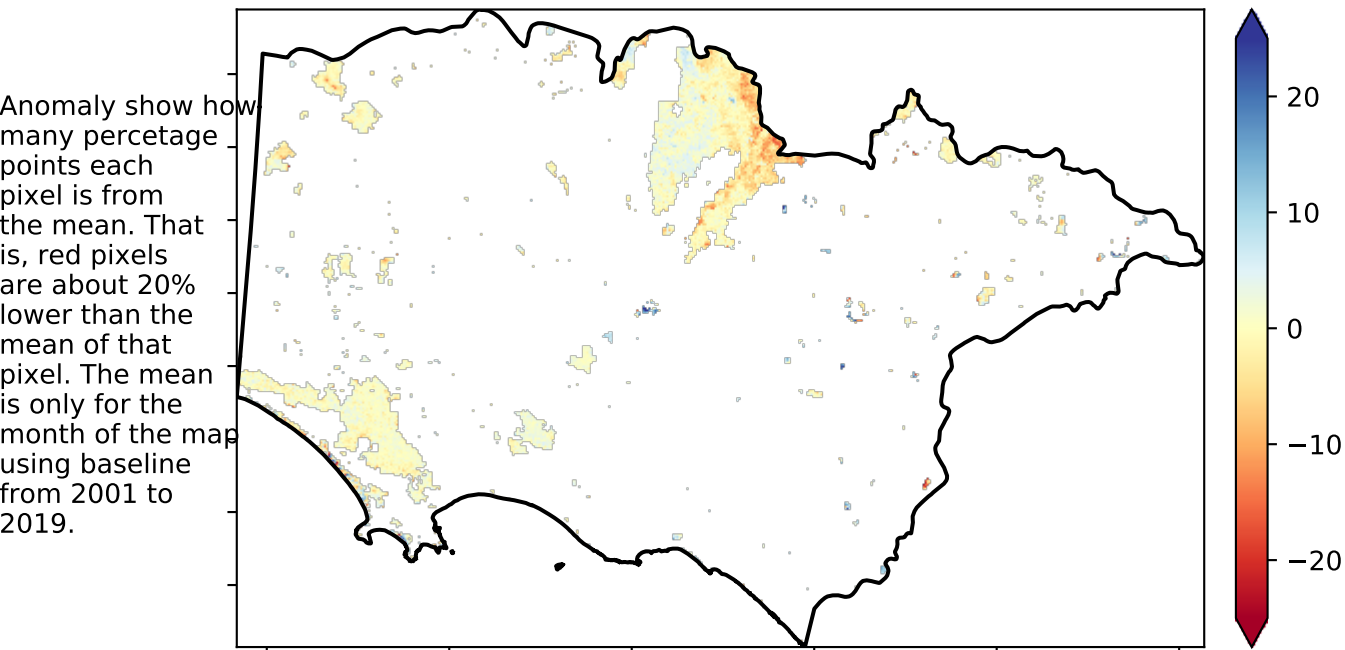 Anomaly show how
many percetage
points each
pixel is from
the mean. That
is, red pixels
are about 20%
lower than the
mean of that
pixel. The mean
is only for the
month of the map
using baseline
from 2001 to
2019.
20
10
0
−10
−20